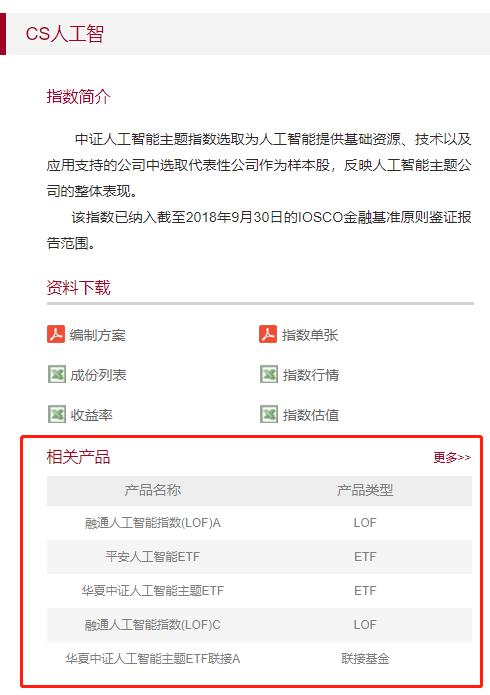 CS人工智
指数简介
中证人工智能主题指数选取为人工智能提供基础资源、技术以及
应用支持的公司中选取代表性公司作为样本股，反映人工智能主题公
司的整体表现。
该指数已纳入截至2018年9月30日的IOSCO金融基准原则鉴证报
告范围。
资料下载
编制方案 指数单张
成份列表 指数行情
收益率 指数估值
相关产品 更多>>
产品名称 产品类型
融通人工智能指数(LOF)A LOF
平安人工智能ETF ETF
华夏中证人工智能主题ETF ETF
融通人工智能指数(LOF)C LOF
华夏中证人工智能主题ETF联接A 联接基金